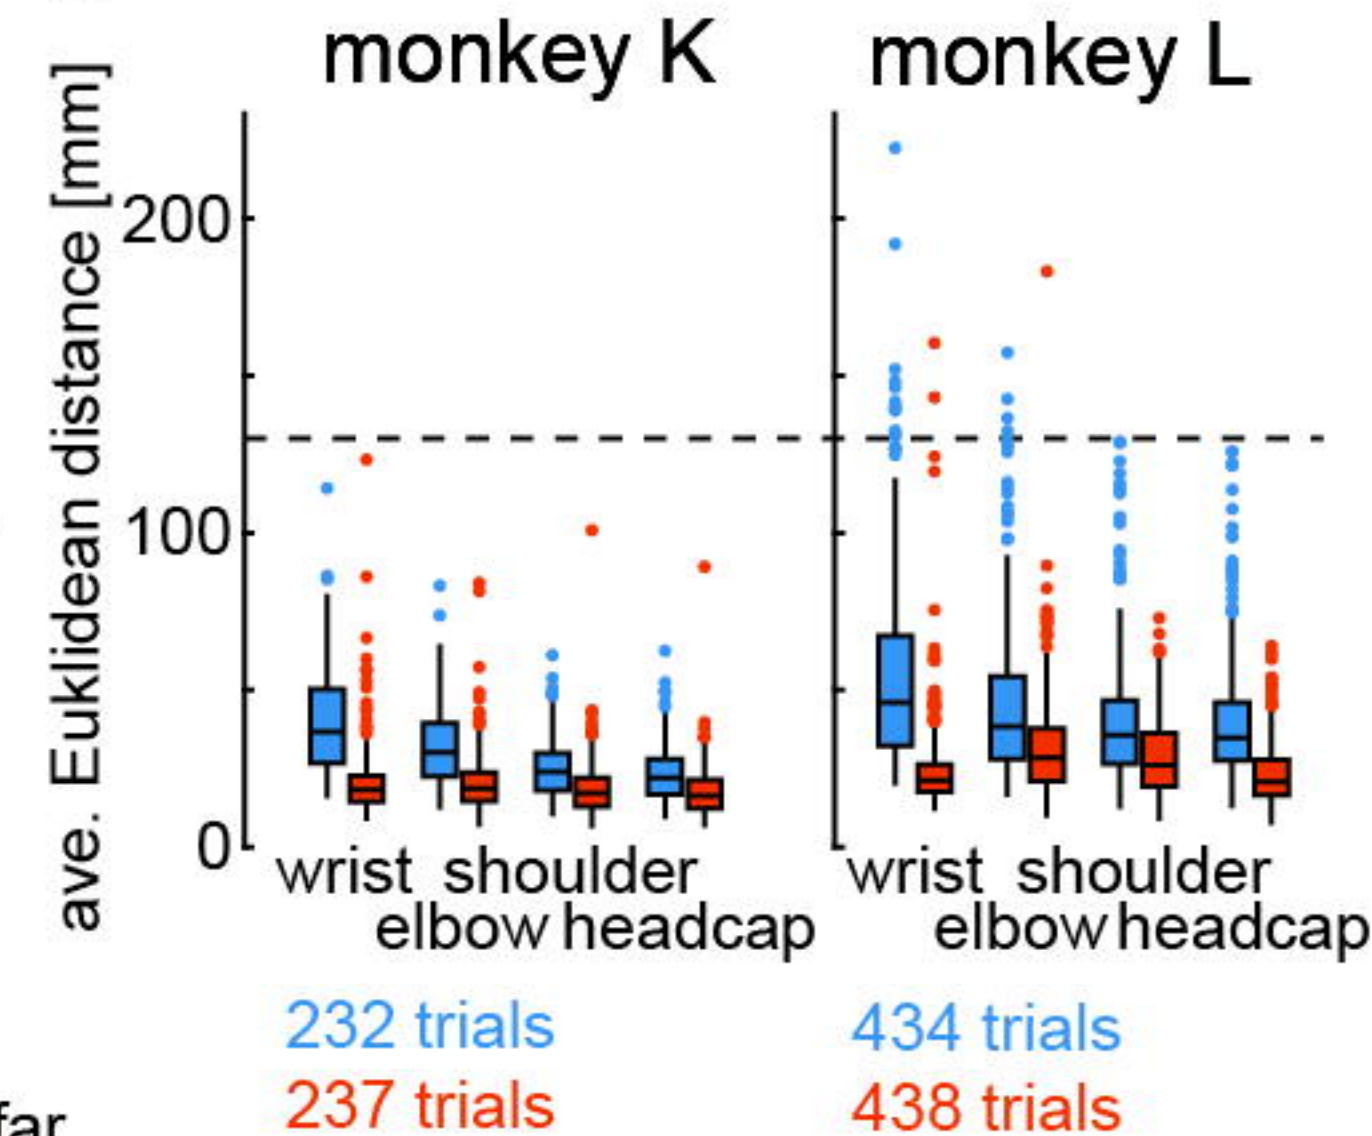 monkey K monkey L
ave. Euklidean distance [mm]
200
100
0
wrist shoulder wrist shoulder
elbow headcap elbow headcap
232 trials 434 trials
237 trials 438 trials
far